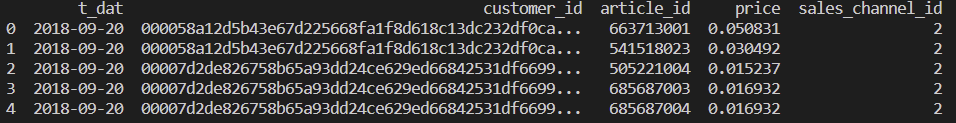 t_dat customer_id article_id price sales_channel_id
0 2018-09-20 000058a12d5b43e67d225668fa1f8d618c13dc232df0ca... 663713001 0.050831 2
1 2018-09-20 000058a12d5b43e67d225668fa1f8d618c13dc232df0ca... 541518023 0.030492 2
2 2018-09-20 00007d2de826758b65a93dd24ce629ed66842531df6699... 505221004 0.015237 2
3 2018-09-20 00007d2de826758b65a93dd24ce629ed66842531df6699... 685687003 0.016932 2
4 2018-09-20 00007d2de826758b65a93dd24ce629ed66842531df6699... 685687004 0.016932 2